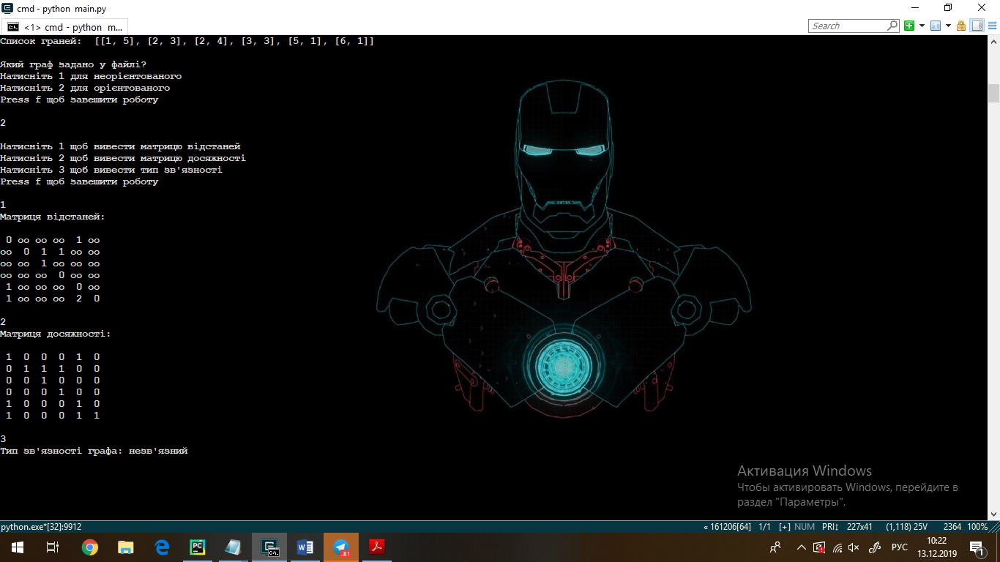 cmd - python  main.py
<1> cmd - python  m...
Search
Список граней:  [[1, 5], [2, 3], [2, 4], [3, 3], [5, 1], [6, 1]]
Який граф задано у файлі?
Натисніть 1 для неорієнтованого
Натисніть 2 для орієнтованого
Press f щоб завешити роботу
2
Натисніть 1 щоб вивести матрицю відстаней
Натисніть 2 щоб вивести матрицю досяжності
Натисніть 3 щоб вивести тип зв'язності
Press f щоб завешити роботу
1
Матриця відстаней:
0 oo oo oo  1 oo
oo  0  1  1 oo oo
oo oo  1 oo oo oo
oo oo oo  0 oo oo
1 oo oo oo  0 oo
1 oo oo oo  2  0
2
Матриця досяжності:
1  0  0  0  1  0
0  1  1  1  0  0
0  0  1  0  0  0
0  0  0  1  0  0
1  0  0  0  1  0
1  0  0  0  1  1
3
Тип зв'язності графа: незв'язний
Активация Windows
Чтобы активировать Windows, перейдите в
раздел "Параметры".
python.exe*[32]:9912
« 161206[64]  1/1  [+] NUM  PRI↕  227x41  (1,118) 25V  2364  100%
PC
W
81
РУС
10:22
13.12.2019
1